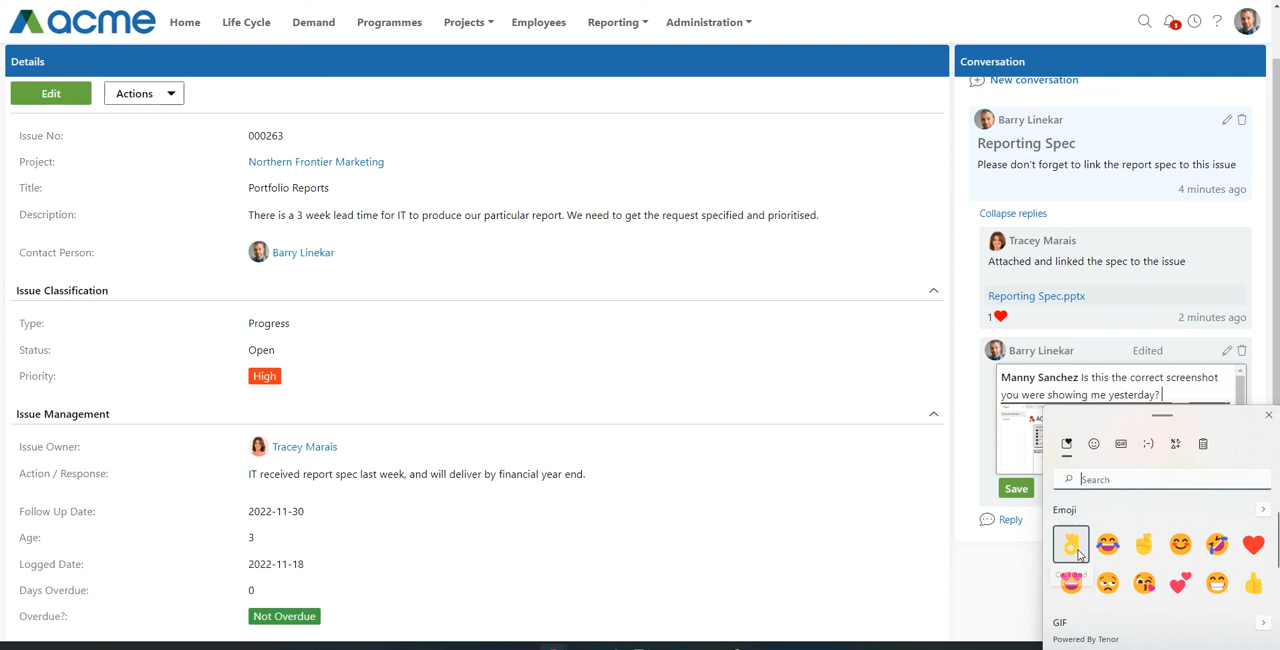 acme Home Life Cycle Demand Programmes Projects Employees Reporting Administration 1
Details
Edit Actions
Issue No: 000263
Project: Northern Frontier Marketing
Title: Portfolio Reports
Description: There is a 3 week lead time for IT to produce our particular report. We need to get the request specified and prioritised.
Contact Person: Barry Linekar
Issue Classification
Type: Progress
Status: Open
Priority: High
Issue Management
Issue Owner: Tracey Marais
Action / Response: IT received report spec last week, and will deliver by financial year end.
Follow Up Date: 2022-11-30
Age: 3
Logged Date: 2022-11-18
Days Overdue: 0
Overdue?: Not Overdue
Conversation
New conversation
Barry Linekar
Reporting Spec
Please don't forget to link the report spec to this issue
4 minutes ago
Collapse replies
Tracey Marais
Attached and linked the spec to the issue
Reporting Spec.pptx
1 2 minutes ago
Barry Linekar Edited
Manny Sanchez Is this the correct screenshot
you were showing me yesterday?
Save
Reply
GIF
Search
Emoji
GIF
Powered By Tenor